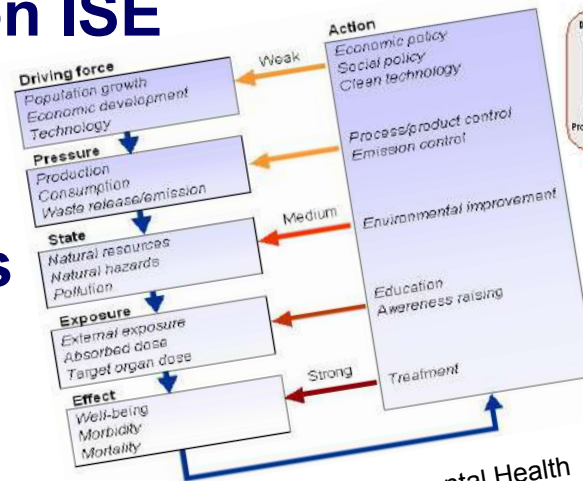 on ISE
Driving force
Population growth
Economic development
Technology
Pressure
Production
Consumption
Waste release/emission
State
Natural resources
Natural hazards
Pollution
Exposure
External exposure
Absorbed dose
Target organ dose
Effect
Well-being
Morbidity
Mortality
Weak
Medium
Strong
Action
Economic policy
Social policy
Clean technology
Process/product control
Emission control
Environmental improvement
Education
Awareness raising
Treatment
s
ntal Health